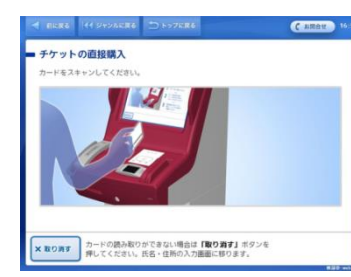 前に戻る ジャンルに戻る トップに戻る お問合せ
チケットの直接購入
カードをスキャンしてください。
× 取り消す
カードの読み取りができない場合は「取り消す」ボタンを
押してください。氏名・住所の入力画面に移ります。